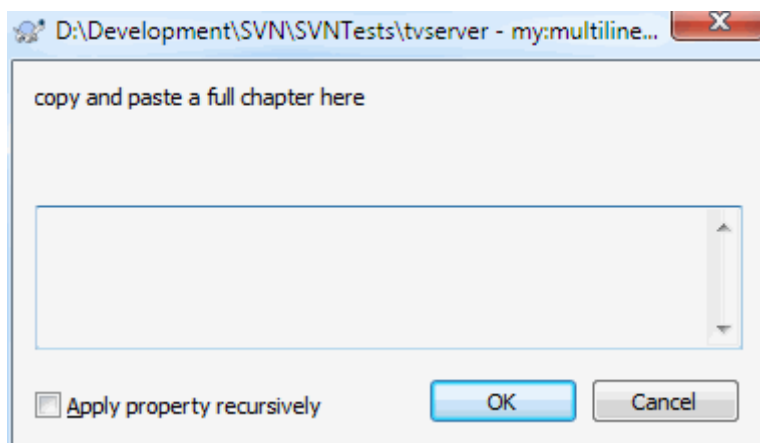 D:\Development\SVN\SVNTests\tvserver - my:multiline...
copy and paste a full chapter here
Apply property recursively
OK
Cancel